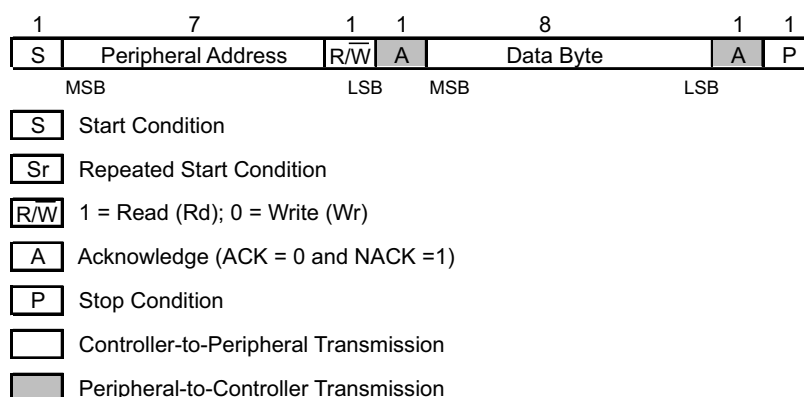 1 7 1 1 8 1 1
S Peripheral Address R/W̅ A Data Byte A P
MSB LSB MSB LSB
S Start Condition
Sr Repeated Start Condition
R/W̅ 1 = Read (Rd); 0 = Write (Wr)
A Acknowledge (ACK = 0 and NACK =1)
P Stop Condition
Controller-to-Peripheral Transmission
Peripheral-to-Controller Transmission